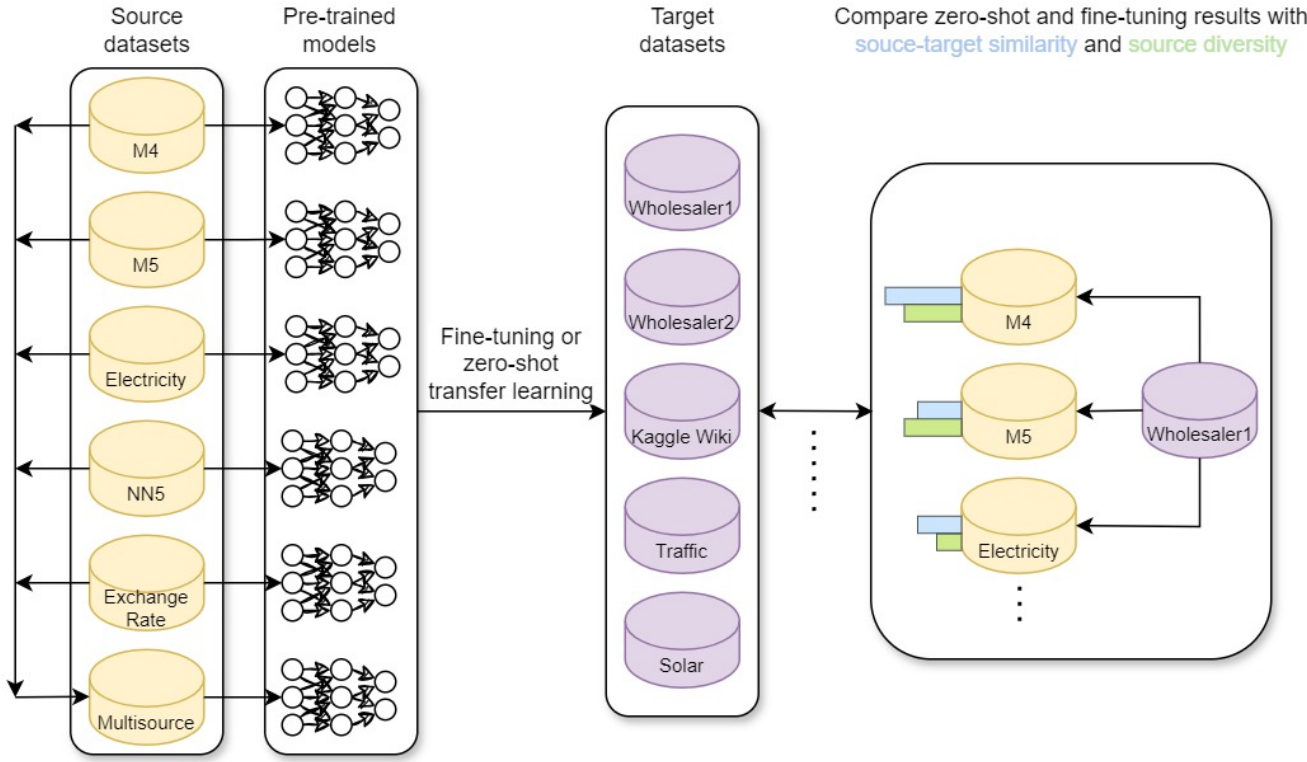 Source
datasets
Pre-trained
models
Target
datasets
Compare zero-shot and fine-tuning results with
souce-target similarity and source diversity
M4
M5
Electricity
NN5
Exchange
Rate
Multisource
Fine-tuning or
zero-shot
transfer learning
Wholesaler1
Wholesaler2
Kaggle Wiki
Traffic
Solar
M4
M5
Electricity
Wholesaler1